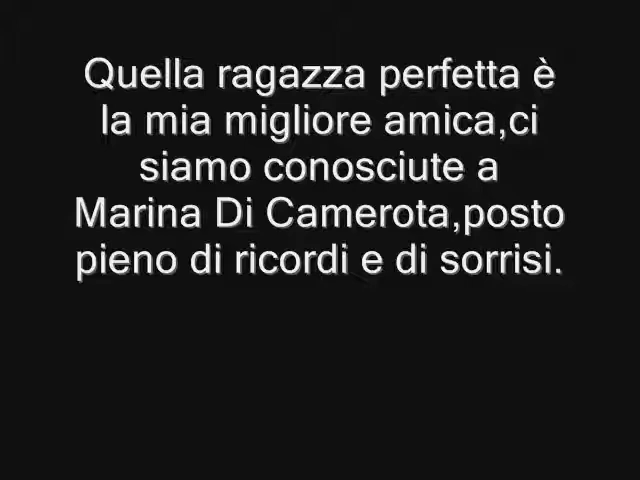 Quella ragazza perfetta è
la mia migliore amica,ci
siamo conosciute a
Marina Di Camerota,posto
pieno di ricordi e di sorrisi.